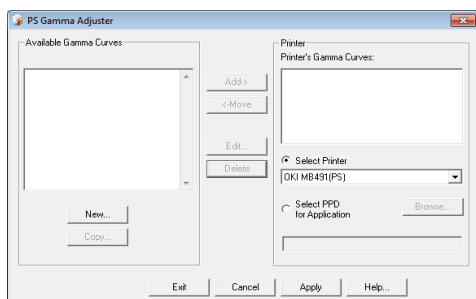 PS Gamma Adjuster
Available Gamma Curves
Printer
Printer's Gamma Curves:
Add->
<-Move
Edit...
Delete
Select Printer
OKI MB491(PS)
Select PPD
for Application
Browse...
New...
Copy...
Exit
Cancel
Apply
Help...